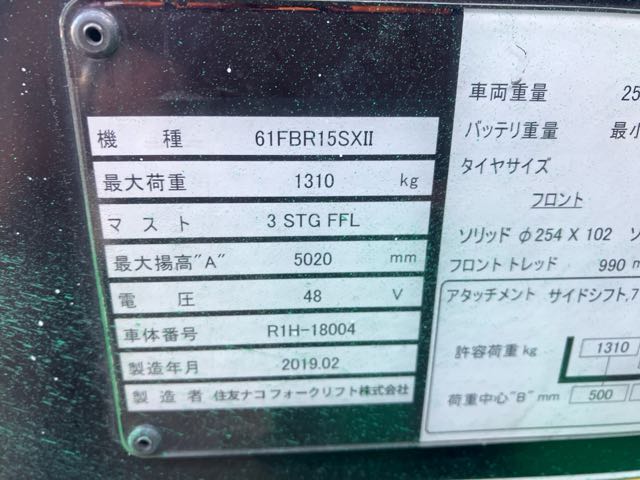 機 種 61FBR15SXII
最大荷重 1310 kg
マ ス ト 3 STG FFL
最大揚高"A" 5020 mm
電 圧 48 V
車体番号 R1H-18004
製造年月 2019.02
製 造 者 住友ナコ フォークリフト株式会社
車両重量 25
バッテリ重量 最小
タイヤサイズ
フロント
ソリッド φ254 X 102
フロント トレッド 990
アタッチメント サイドシフト.7
許容荷重 kg 1310
荷重中心"B" mm 500